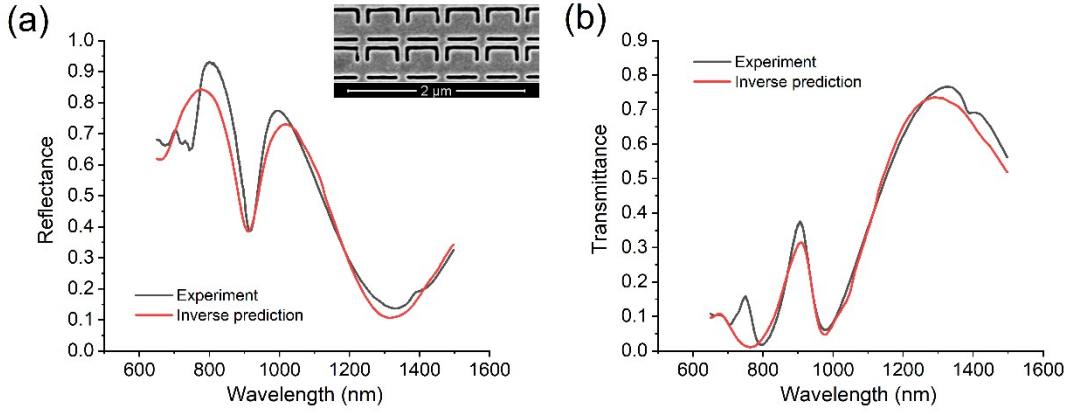 (a)
1.0
0.9
0.8
0.7
0.6
0.5
0.4
0.3
0.2
0.1
0.0
Reflectance
2 µm
Experiment
Inverse prediction
600 800 1000 1200 1400 1600
Wavelength (nm)
(b)
0.9
0.8
0.7
0.6
0.5
0.4
0.3
0.2
0.1
0.0
Transmittance
Experiment
Inverse prediction
600 800 1000 1200 1400 1600
Wavelength (nm)